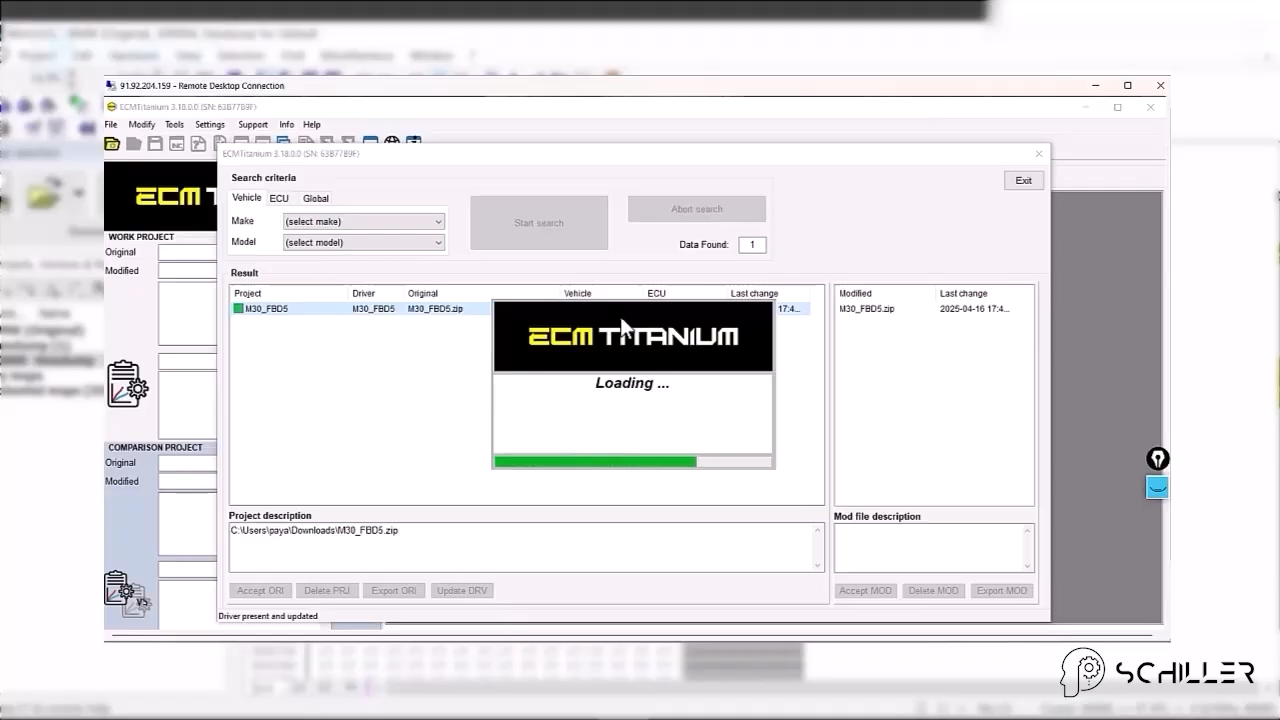 91.92.204.159 - Remote Desktop Connection
ECMTitanium 3.18.0.0 (SN: 63B77B9F)
File Modify Tools Settings Support Info Help
ECMTitanium 3.18.0.0 (SN: 63B77B9F)
Search criteria
Exit
Vehicle ECU Global
Make (select make)
Model (select model)
Start search
Abort search
Data Found: 1
ECM T
WORK PROJECT
Original
Modified
COMPARISON PROJECT
Original
Modified
Result
Project Driver Original Vehicle ECU Last change
M30_FBD5 M30_FBD5 M30_FBD5.zip 17:4...
Modified Last change
M30_FBD5.zip 2025-04-16 17:4...
ECM TITANIUM
Loading ...
Project description
C:\Users\paya\Downloads\M30_FBD5.zip
Mod file description
Accept ORI Delete PRJ Export ORI Update DRV
Accept MOD Delete MOD Export MOD
Driver present and updated
SCHILLER